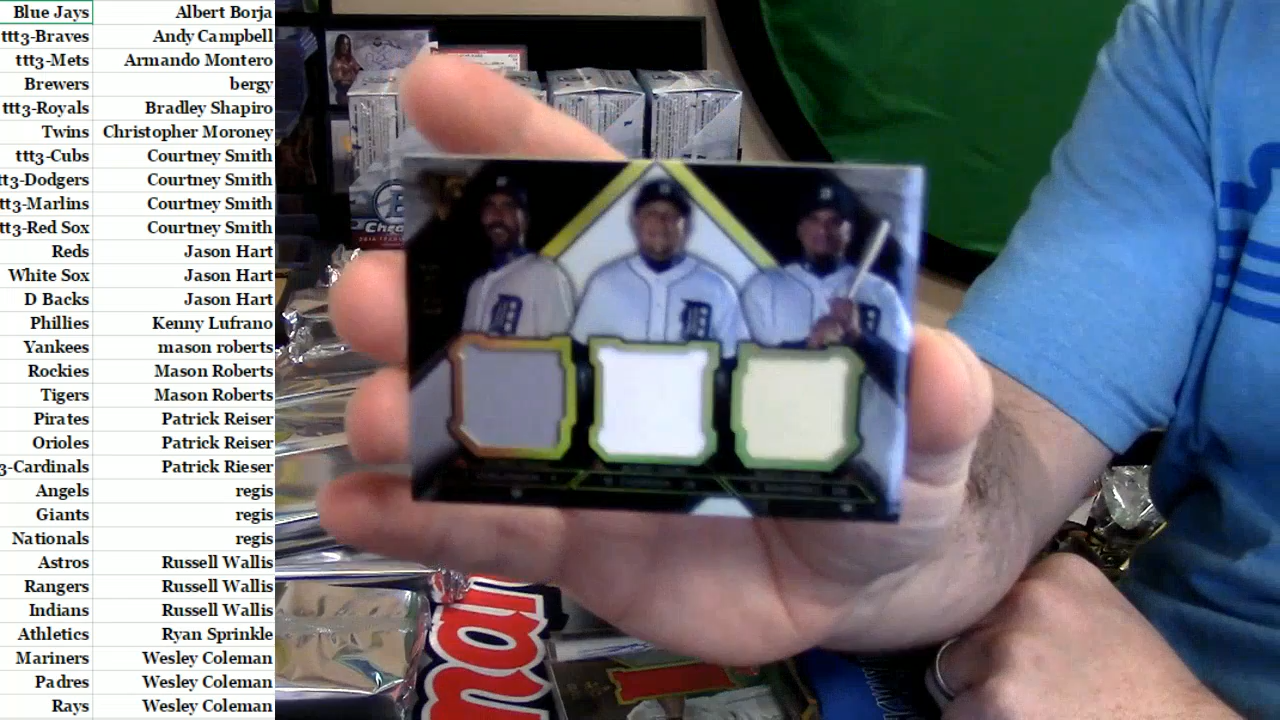 Blue Jays Albert Borja
ttt3-Braves Andy Campbell
ttt3-Mets Armando Montero
Brewers bergy
ttt3-Royals Bradley Shapiro
Twins Christopher Moroney
ttt3-Cubs Courtney Smith
tt3-Dodgers Courtney Smith
tt3-Marlins Courtney Smith
tt3-Red Sox Courtney Smith
Reds Jason Hart
White Sox Jason Hart
D Backs Jason Hart
Phillies Kenny Lufrano
Yankees mason roberts
Rockies Mason Roberts
Tigers Mason Roberts
Pirates Patrick Reiser
Orioles Patrick Reiser
3-Cardinals Patrick Rieser
Angels regis
Giants regis
Nationals regis
Astros Russell Wallis
Rangers Russell Wallis
Indians Russell Wallis
Athletics Ryan Sprinkle
Mariners Wesley Coleman
Padres Wesley Coleman
Rays Wesley Coleman
D
D
D